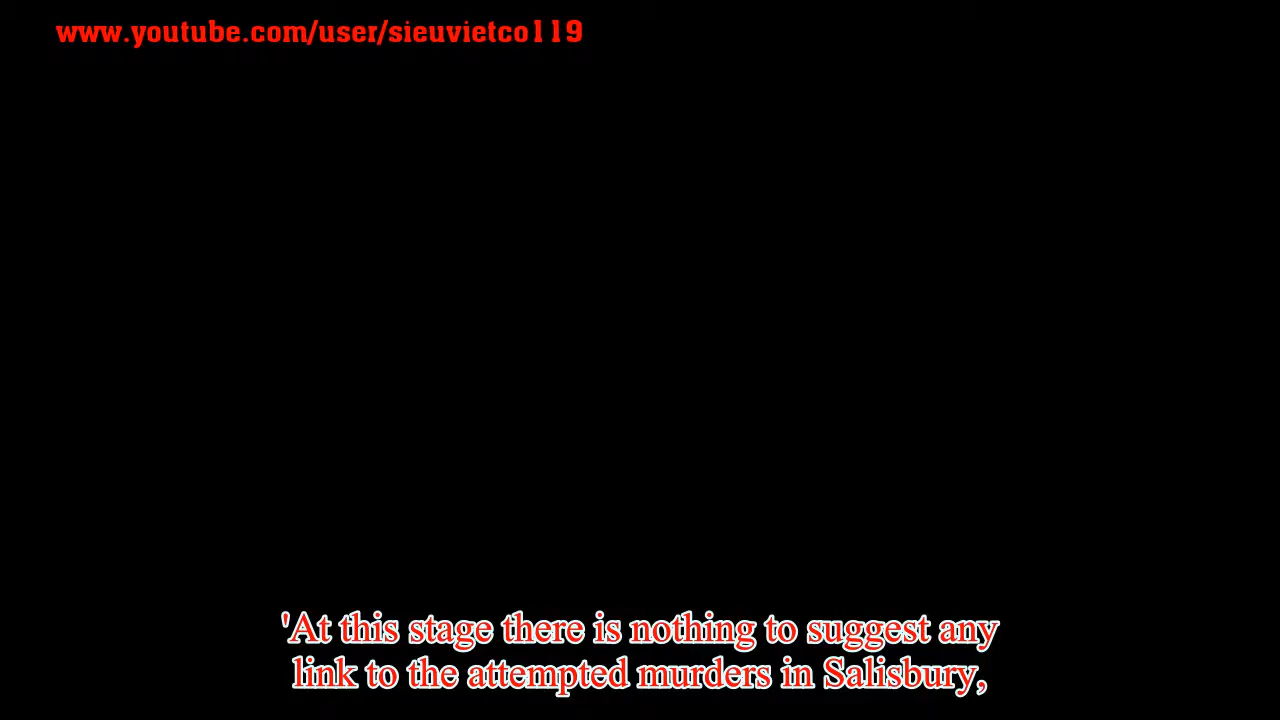 www.youtube.com/user/sieuvietco119
'At this stage there is nothing to suggest any
link to the attempted murders in Salisbury,